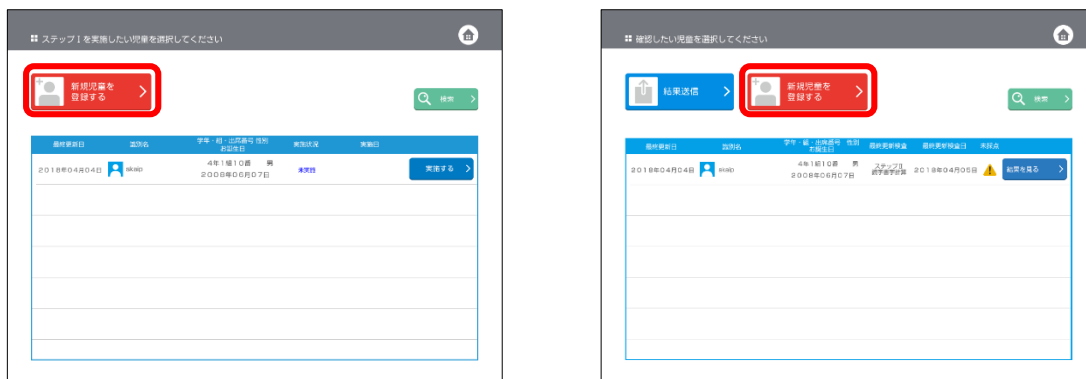 ステップⅠを実施したい児童を選択してください
新規児童を
登録する
検索
最終更新日 識別名 学年・組・出席番号 性別 実施状況 実施日
お誕生日
2018年04月04日 skaip 4年1組10番 男 未実施 実施する
2008年06月07日
確認したい児童を選択してください
結果送信
新規児童を
登録する
検索
最終更新日 識別名 学年・組・出席番号 性別 最終更新検査 最終更新検査日 未採点
お誕生日
2018年04月04日 skaip 4年1組10番 男 ステップⅡ 2018年04月05日 結果を見る
2008年06月07日 数字書字計算